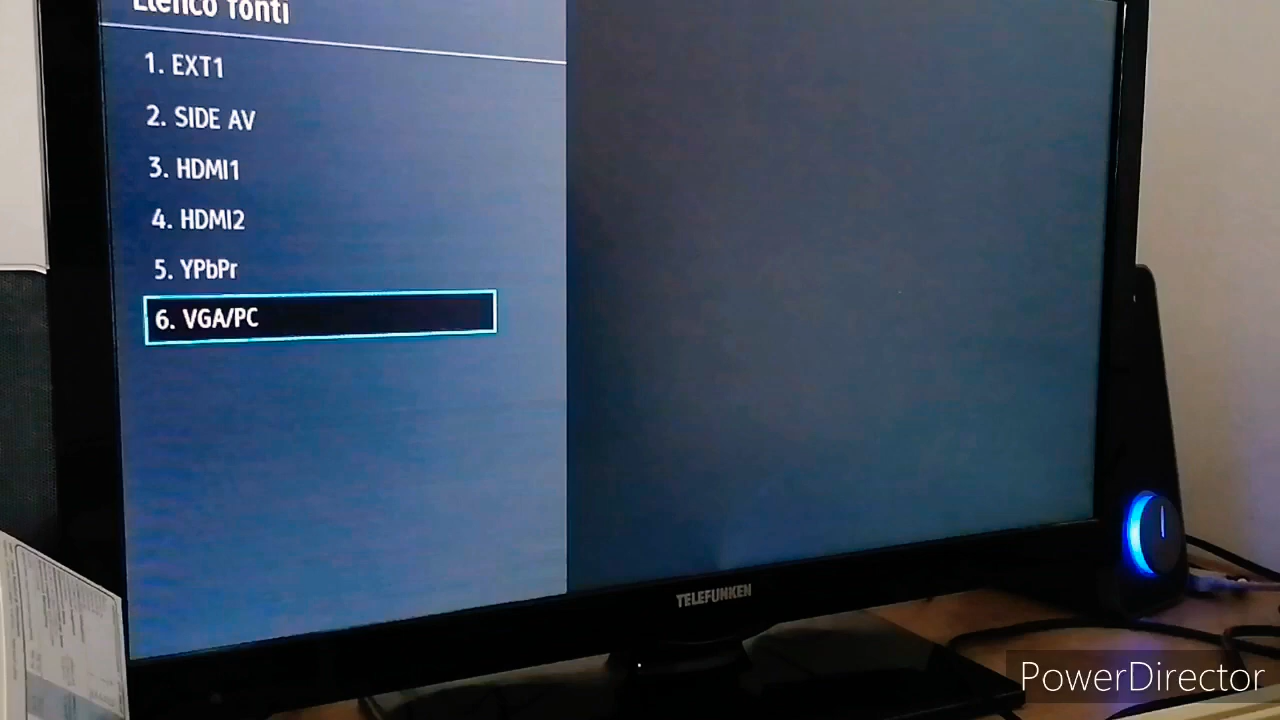 Elenco fonti
1. EXT1
2. SIDE AV
3. HDMI1
4. HDMI2
5. YPbPr
6. VGA/PC
TELEFUNKEN
PowerDirector